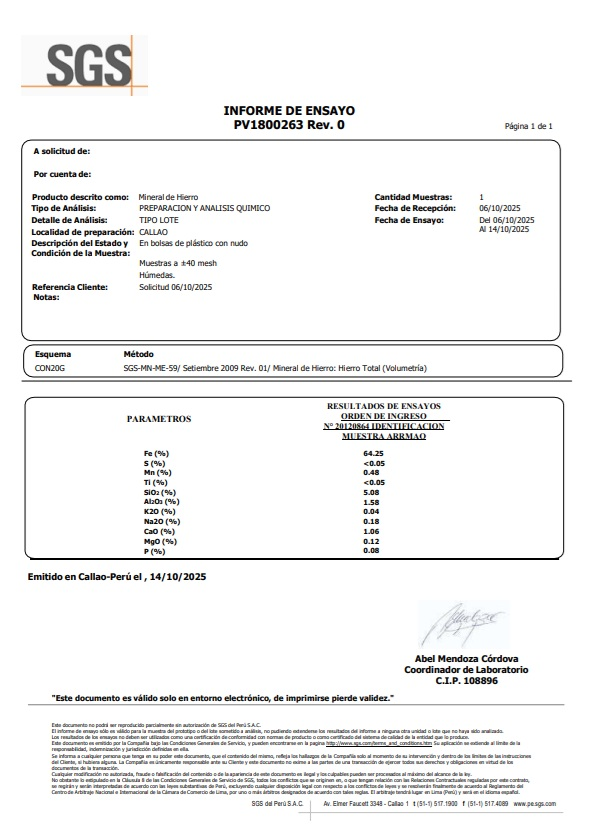 SGS
INFORME DE ENSAYO
PV1800263 Rev. 0
Página 1 de 1
A solicitud de:
Por cuenta de:
Producto descrito como: Mineral de Hierro
Cantidad Muestras: 1
Tipo de Análisis: PREPARACION Y ANALISIS QUIMICO
Fecha de Recepción: 06/10/2025
Detalle de Análisis: TIPO LOTE
Fecha de Ensayo: Del 06/10/2025
Al 14/10/2025
Localidad de preparación: CALLAO
Descripción del Estado y En bolsas de plástico con nudo
Condición de la Muestra:
Muestras a ±40 mesh
Húmedas.
Referencia Cliente: Solicitud 06/10/2025
Notas:
Esquema Método
CON20G SGS-MN-ME-59/ Setiembre 2009 Rev. 01/ Mineral de Hierro: Hierro Total (Volumetría)
PARAMETROS
RESULTADOS DE ENSAYOS
ORDEN DE INGRESO
N° 20120864 IDENTIFICACION
MUESTRA ARRMAO
Fe (%) 64.25
S (%) <0.05
Mn (%) 0.48
Ti (%) <0.05
SiO₂ (%) 5.08
Al₂O₃ (%) 1.58
K2O (%) 0.04
Na2O (%) 0.18
CaO (%) 1.06
MgO (%) 0.12
P (%) 0.08
Emitido en Callao-Perú el , 14/10/2025
Abel Mendoza Córdova
Coordinador de Laboratorio
C.I.P. 108896
"Este documento es válido solo en entorno electrónico, de imprimirse pierde validez."
Este documento no podrá ser reproducido parcialmente sin autorización de SGS del Perú S.A.C.
El informe de ensayo sólo es válido para la muestra del prototipo o del lote sometido a análisis, no pudiendo extenderse los resultados del informe a ninguna otra unidad o lote que no haya sido analizado.
Los resultados de los ensayos no deben ser utilizados como una certificación de conformidad con normas de producto o como certificado del sistema de calidad de la entidad que lo produce.
Este documento es emitido por la Compañía bajo las Condiciones Generales de Servicio, y pueden encontrarse en la pagina http://www.sgs.com/terms_and_conditions.htm Su aplicación se extiende al límite de la
responsabilidad, indemnización y jurisdicción definidas en ella.
Se informa a cualquier persona que tenga en su poder este documento, que el contenido del mismo, refleja los hallazgos de la Compañía solo al momento de su intervención y dentro de los límites de las instrucciones
del Cliente, si hubiera alguna. La Compañía es únicamente responsable ante su Cliente y este documento no exime a las partes de una transacción de ejercer todos sus derechos y obligaciones en virtud de los
documentos de la transacción.
Cualquier modificación no autorizada, fraude o falsificación del contenido o de la apariencia de este documento es ilegal y los culpables pueden ser procesados al máximo del alcance de la ley.
No obstante lo estipulado en la Cláusula 8 de las Condiciones Generales de Servicio de SGS, todos los conflictos que se originen en, o que tengan con las Relaciones Contractuales reguladas por este contrato,
se regirán y serán interpretadas de acuerdo con las leyes substantivas de Perú, excluyendo cualquier disposición legal con respecto a los conflictos de leyes y se resolverán finalmente de acuerdo al Reglamento del
Centro de Arbitraje Nacional e Internacional de la Cámara de Comercio de Lima, por uno o más árbitros designados de acuerdo con tales reglas. El arbitraje tendrá lugar en Lima (Perú) y será en el idioma español.
SGS del Perú S.A.C. Av. Elmer Faucett 3348 - Callao 1 t (51-1) 517.1900 f (51-1) 517.4089 www.pe.sgs.com